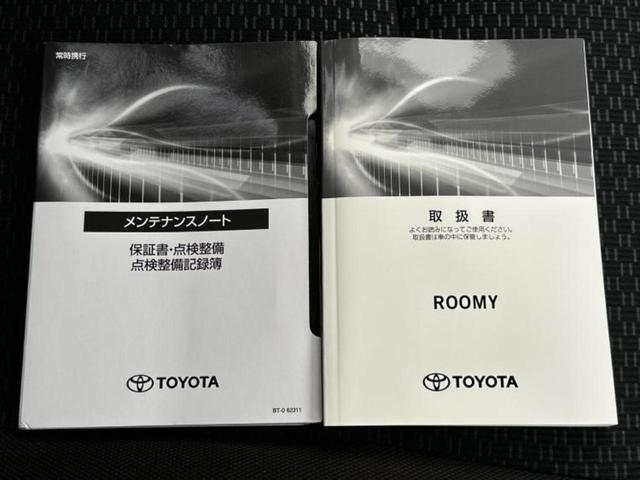 常時携行
メンテナンスノート
保証書・点検整備
点検整備記録簿
TOYOTA
BT-0 62311
取扱書
よくお読みになってご使用ください。
取扱書は車の中に保管しましょう。
ROOMY
TOYOTA